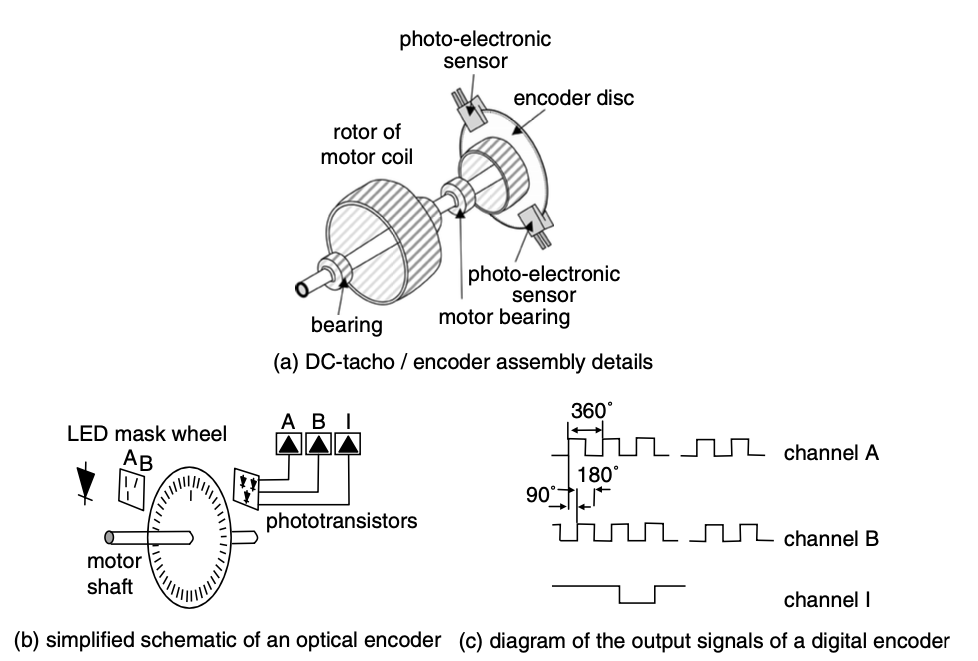 photo-electronic
sensor
encoder disc
rotor of
motor coil
photo-electronic
sensor
motor bearing
bearing
(a) DC-tacho / encoder assembly details
A B I
LED mask wheel
A B
phototransistors
motor
shaft
(b) simplified schematic of an optical encoder
360°
channel A
180°
90°
channel B
channel I
(c) diagram of the output signals of a digital encoder